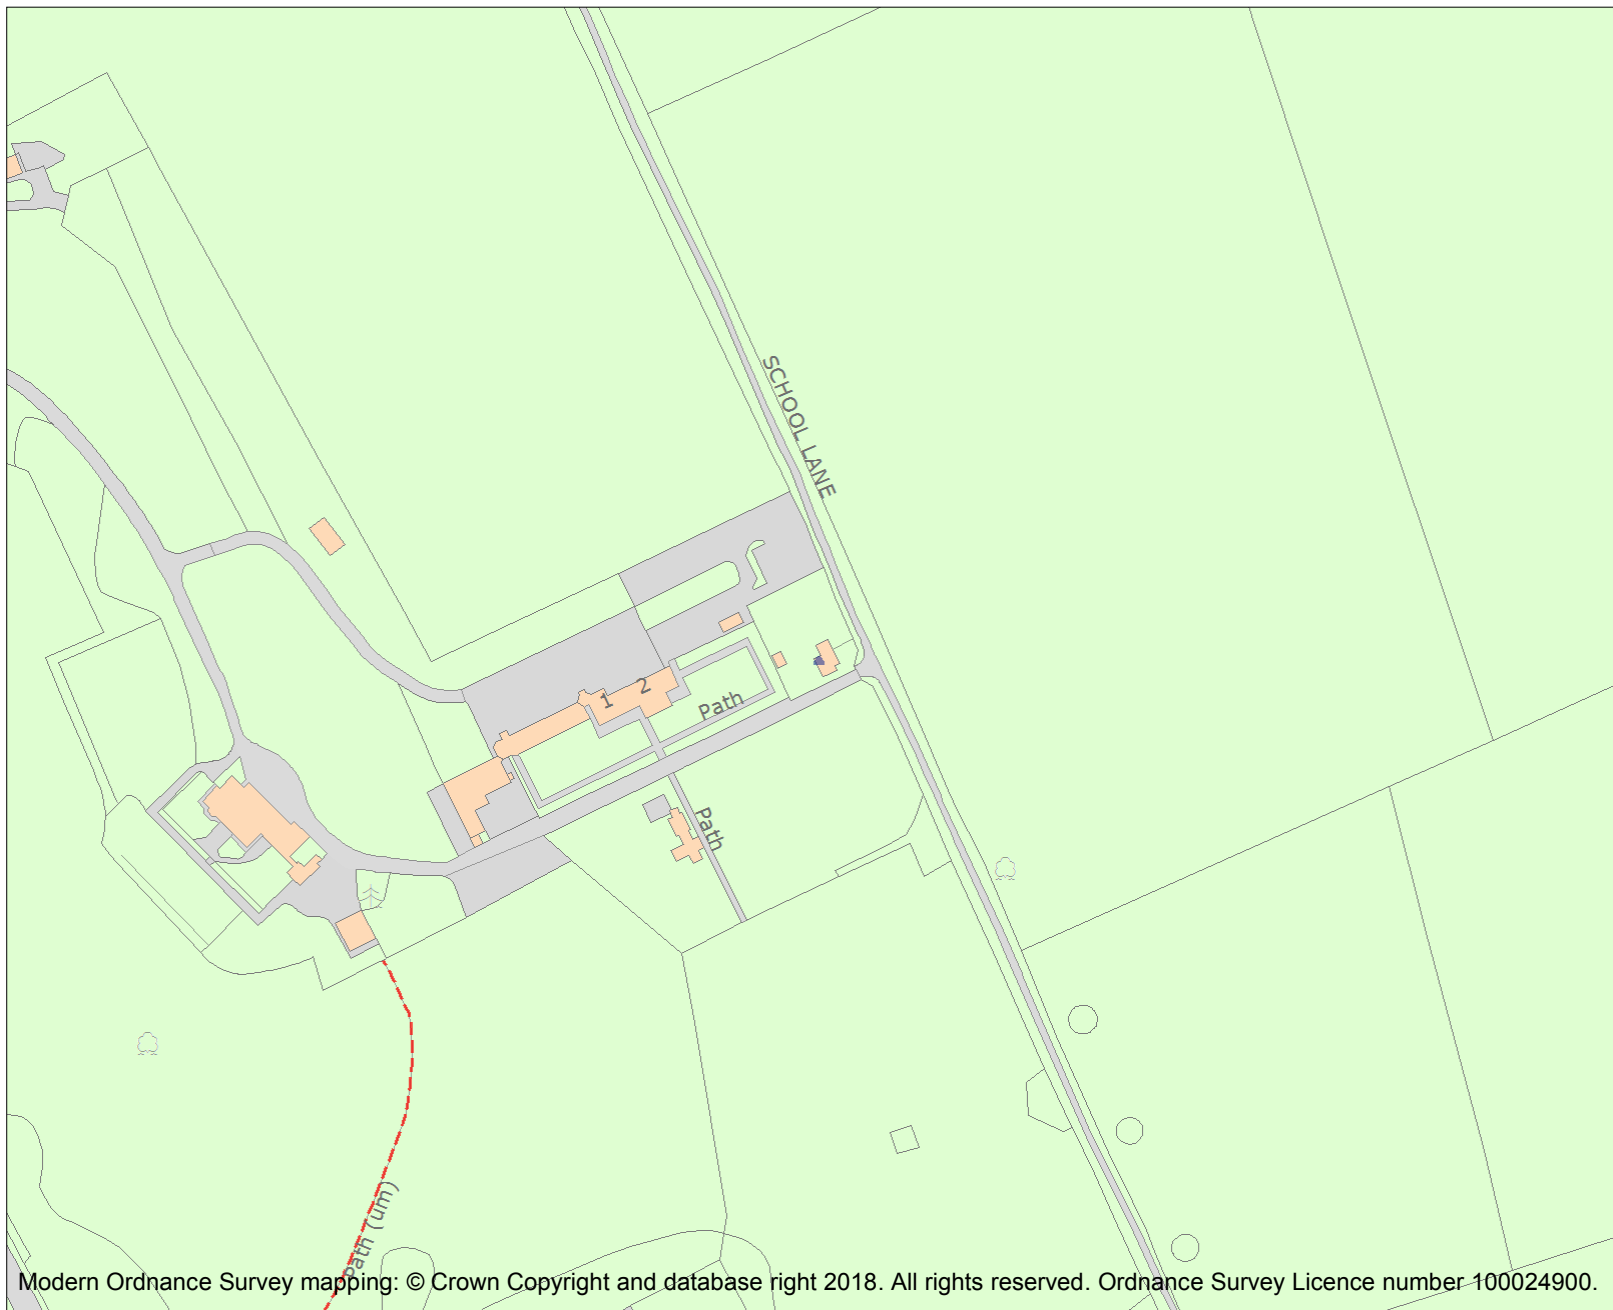 SCHOOL LANE
1
2
Path
Path
Path (um)
Modern Ordnance Survey mapping: © Crown Copyright and database right 2018. All rights reserved. Ordnance Survey Licence number 100024900.